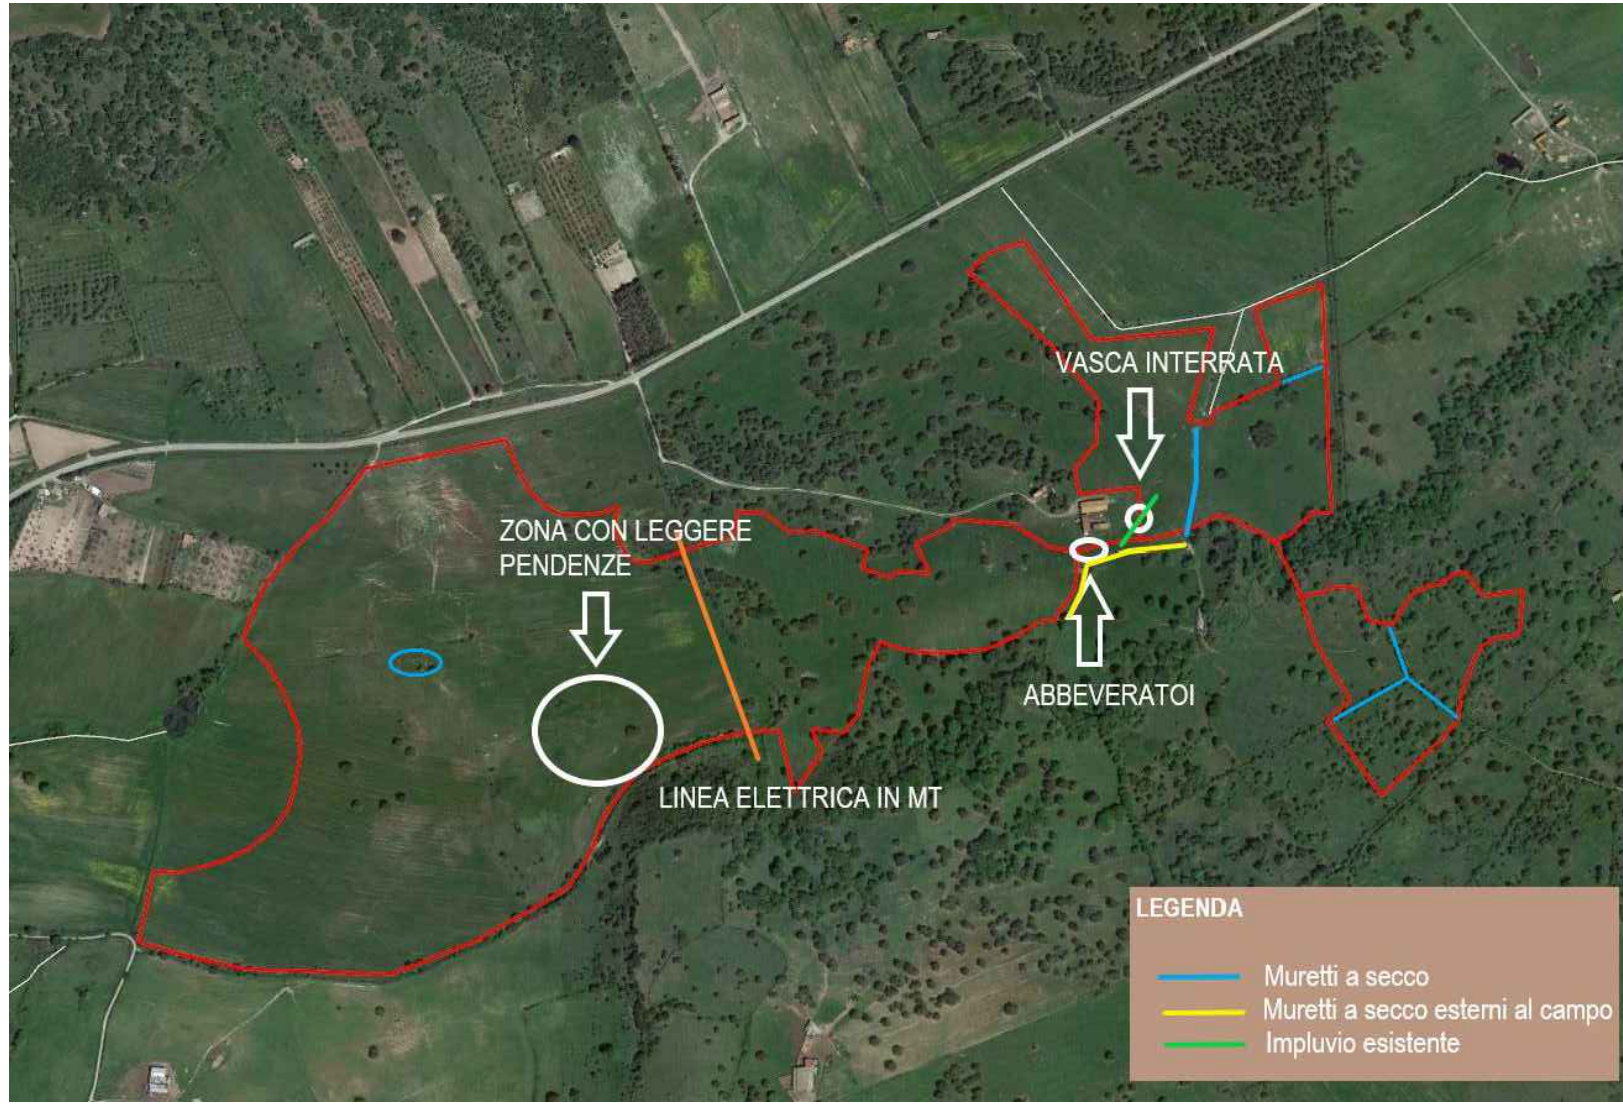 VASCA INTERRATA
ZONA CON LEGGERE
PENDENZE
ABBEVERATOI
LINEA ELETTRICA IN MT
LEGENDA
Muretti a secco
Muretti a secco esterni al campo
Impluvio esistente